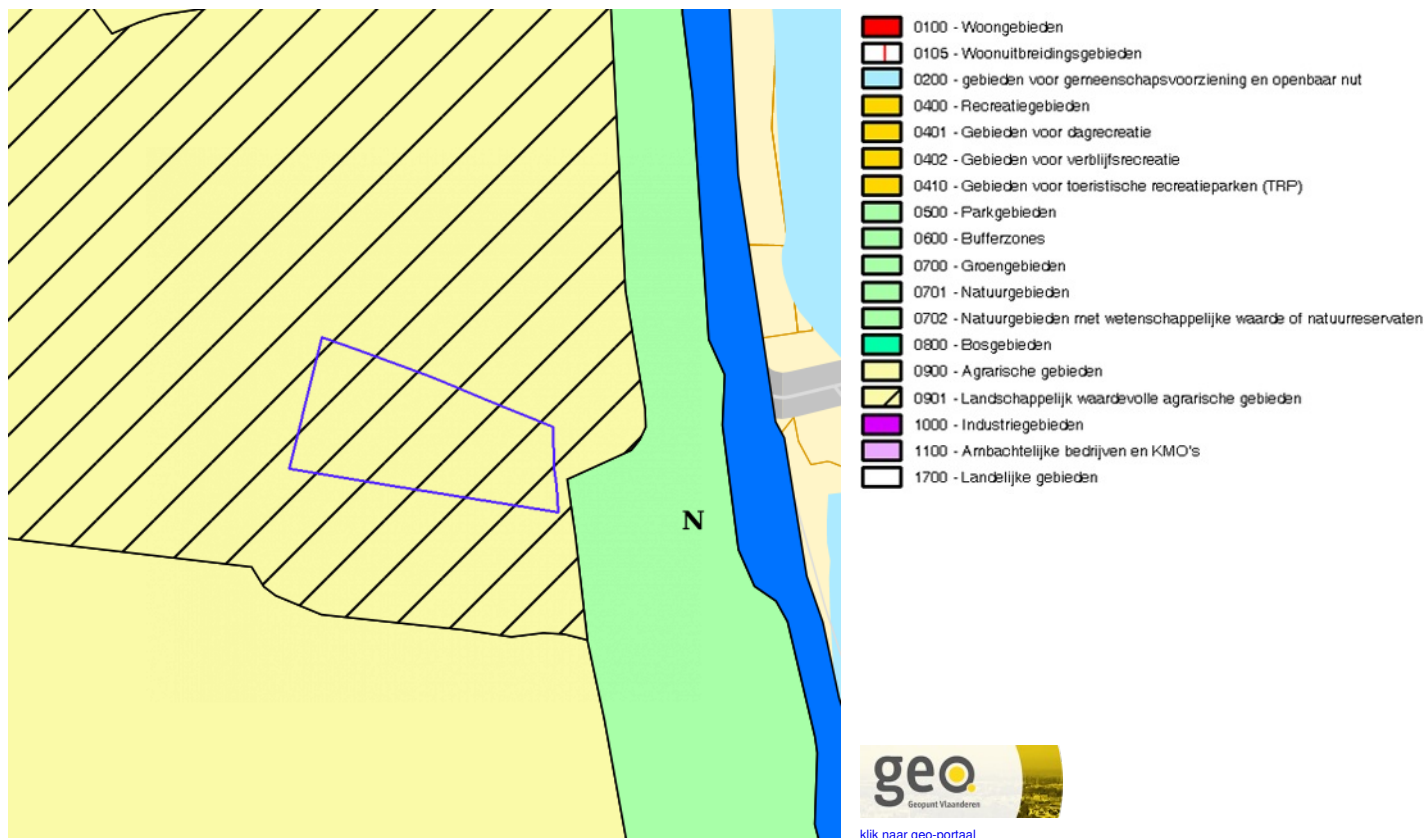 N
0100 - Woongebieden
0105 - Woonuitbreidingsgebieden
0200 - gebieden voor gemeenschapsvoorziening en openbaar nut
0400 - Recreatiegebieden
0401 - Gebieden voor dagrecreatie
0402 - Gebieden voor verblijfsrecreatie
0410 - Gebieden voor toeristische recreatieparken (TRP)
0500 - Parkgebieden
0600 - Bufferzones
0700 - Groengebieden
0701 - Natuurgebieden
0702 - Natuurgebieden met wetenschappelijke waarde of natuurreservaten
0800 - Bosgebieden
0900 - Agrarische gebieden
0901 - Landschappelijk waardevolle agrarische gebieden
1000 - Industriegebieden
1100 - Ambachtelijke bedrijven en KMO's
1700 - Landelijke gebieden
geo.
Geopunt Vlaanderen
klik naar geo-portaal